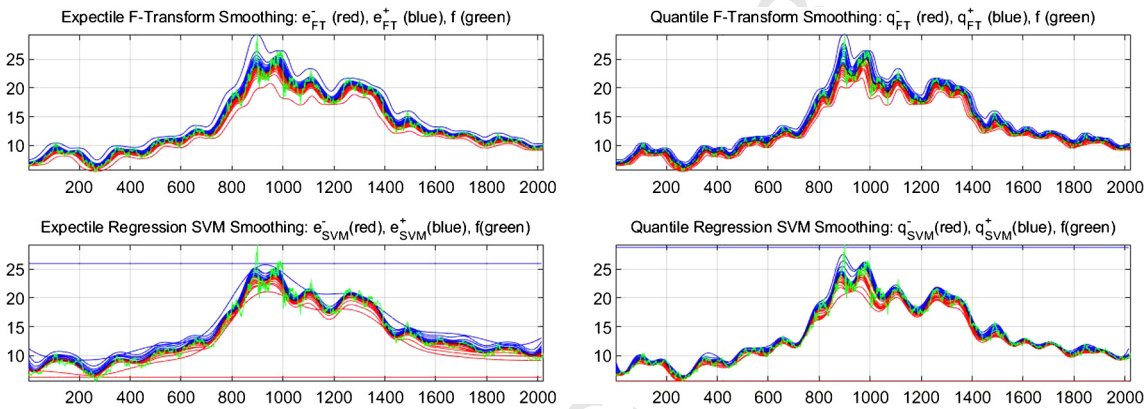 Expectile F-Transform Smoothing: e⁻FT (red), e⁺FT (blue), f (green)
25
20
15
10
200 400 600 800 1000 1200 1400 1600 1800 2000
Quantile F-Transform Smoothing: q⁻FT (red), q⁺FT (blue), f (green)
25
20
15
10
200 400 600 800 1000 1200 1400 1600 1800 2000
Expectile Regression SVM Smoothing: e⁻SVM (red), e⁺SVM(blue), f(green)
25
20
15
10
200 400 600 800 1000 1200 1400 1600 1800 2000
Quantile Regression SVM Smoothing: q⁻SVM(red), q⁺SVM(blue), f(green)
25
20
15
10
200 400 600 800 1000 1200 1400 1600 1800 2000